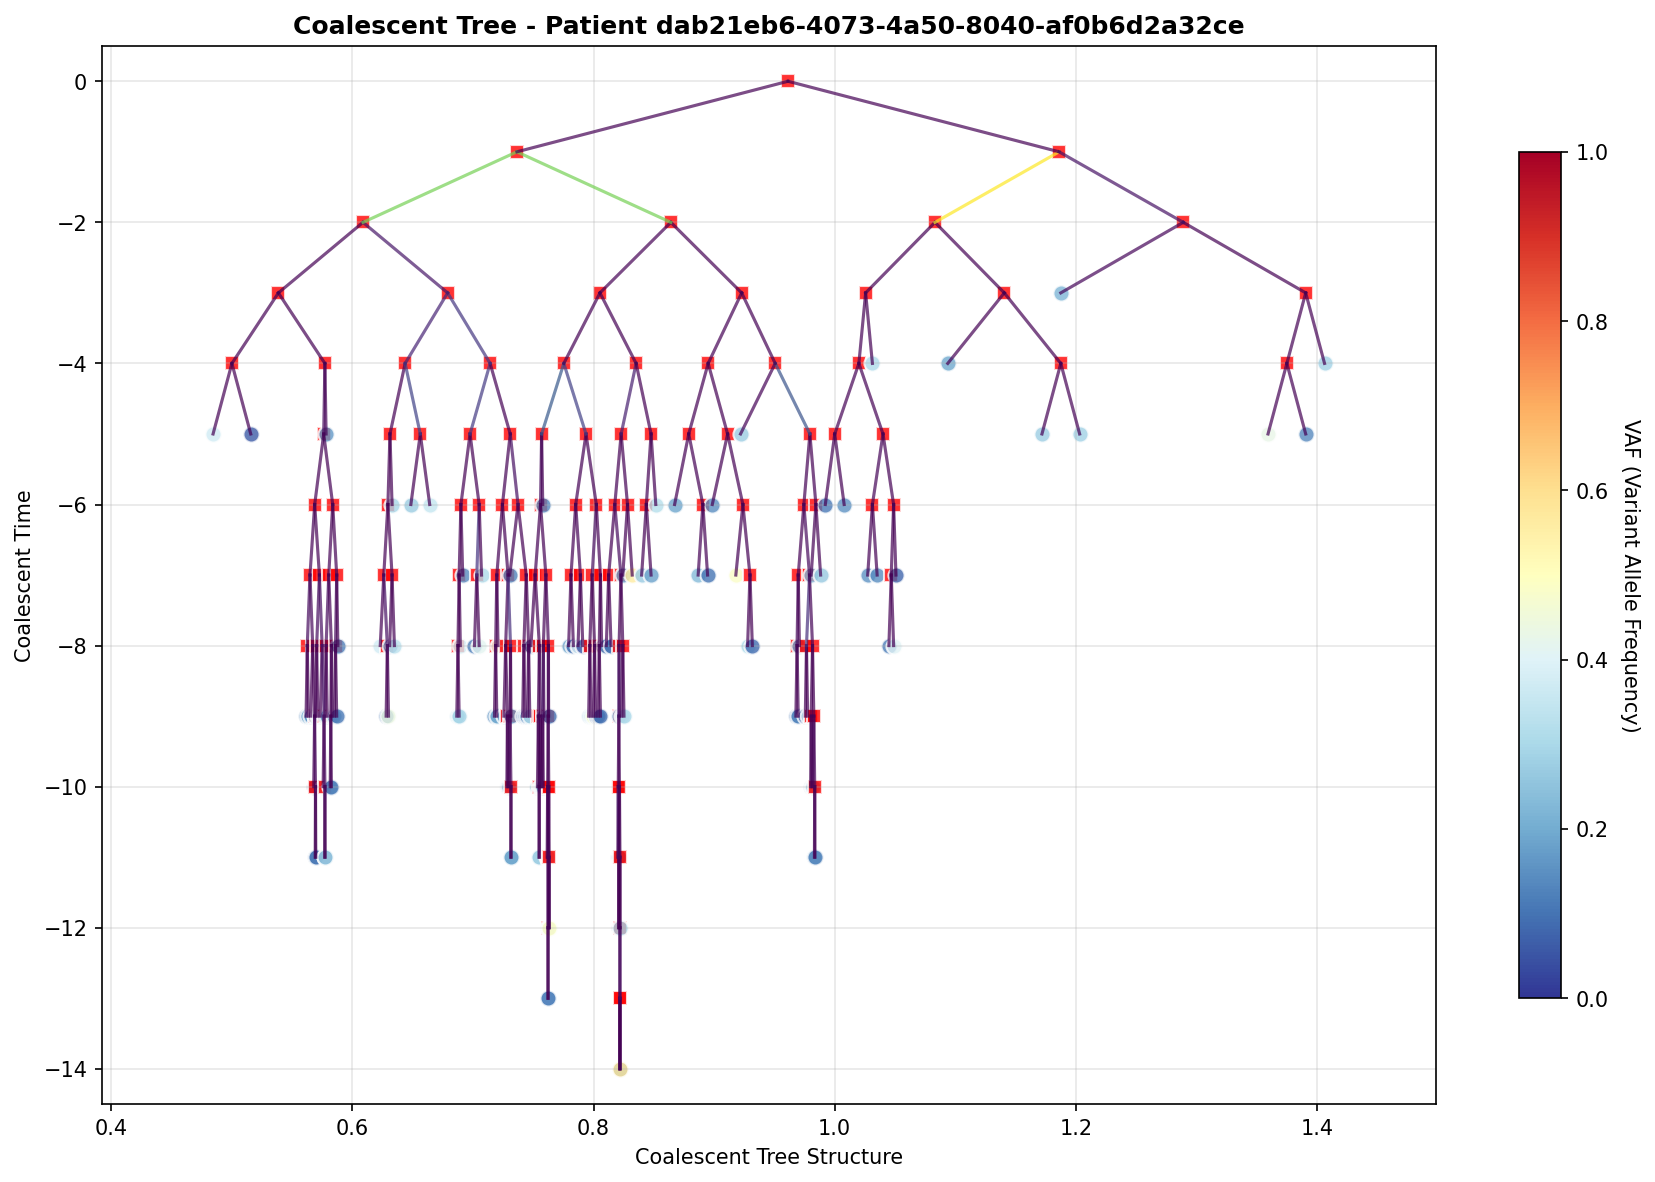 Coalescent Tree - Patient dab21eb6-4073-4a50-8040-af0b6d2a32ce
0
−2
−4
−6
−8
−10
−12
−14
Coalescent Time
0.4 0.6 0.8 1.0 1.2 1.4
Coalescent Tree Structure
1.0
0.8
0.6
0.4
0.2
0.0
VAF (Variant Allele Frequency)